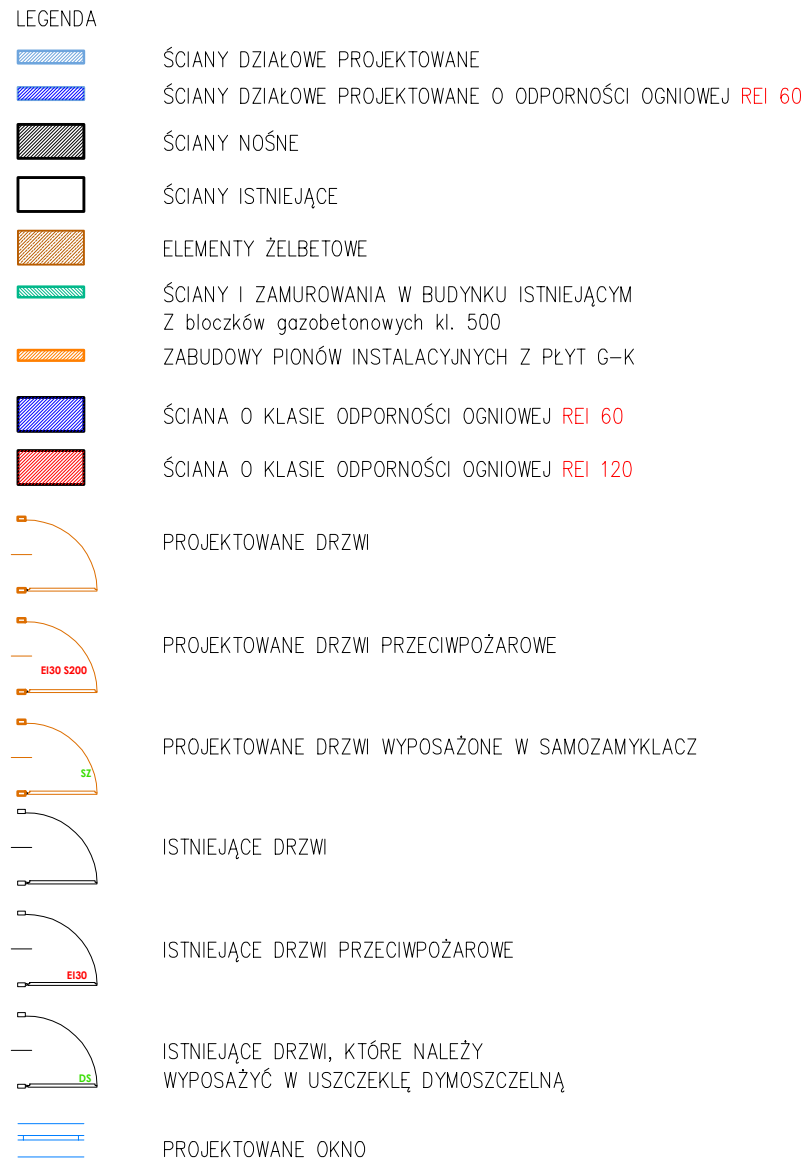 LEGENDA
ŚCIANY DZIAŁOWE PROJEKTOWANE
ŚCIANY DZIAŁOWE PROJEKTOWANE O ODPORNOŚCI OGNIOWEJ REI 60
ŚCIANY NOŚNE
ŚCIANY ISTNIEJĄCE
ELEMENTY ŻELBETOWE
ŚCIANY I ZAMUROWANIA W BUDYNKU ISTNIEJĄCYM
Z bloczków gazobetonowych kl. 500
ZABUDOWY PIONÓW INSTALACYJNYCH Z PŁYT G-K
ŚCIANA O KLASIE ODPORNOŚCI OGNIOWEJ REI 60
ŚCIANA O KLASIE ODPORNOŚCI OGNIOWEJ REI 120
PROJEKTOWANE DRZWI
PROJEKTOWANE DRZWI PRZECIWPOŻAROWE
EI30 S200
PROJEKTOWANE DRZWI WYPOSAŻONE W SAMOZAMYKLACZ
SZ
ISTNIEJĄCE DRZWI
ISTNIEJĄCE DRZWI PRZECIWPOŻAROWE
EI30
ISTNIEJĄCE DRZWI, KTÓRE NALEŻY
WYPOSAŻYĆ W USZCZEKLĘ DYMOSZCZELNĄ
DS
PROJEKTOWANE OKNO